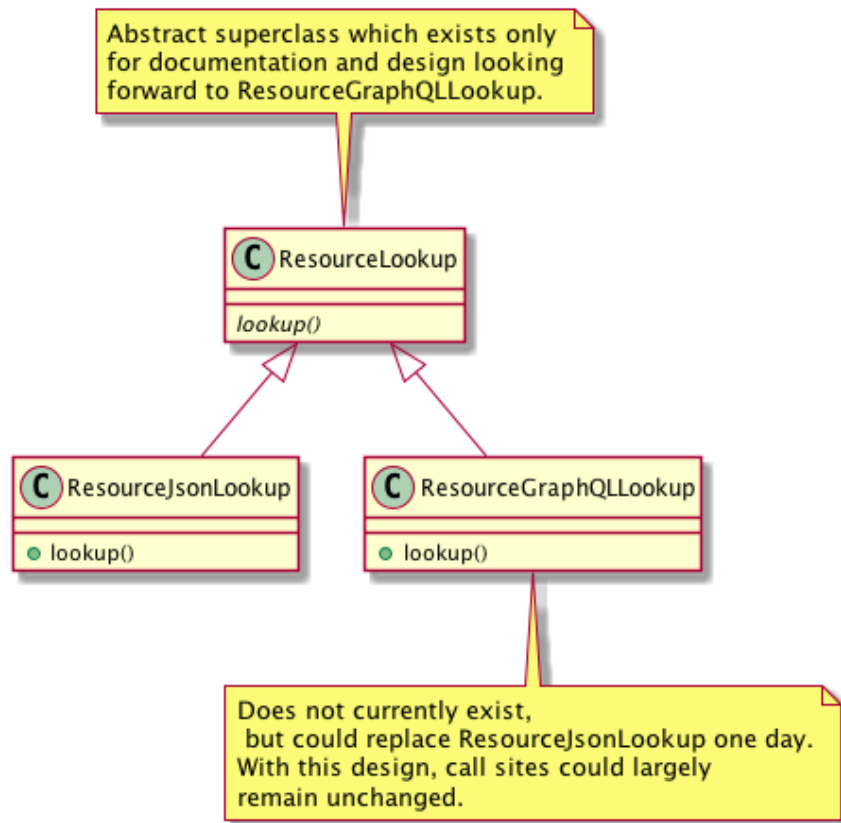 Abstract superclass which exists only
for documentation and design looking
forward to ResourceGraphQLLookup.
C ResourceLookup
lookup()
C ResourceJsonLookup
lookup()
C ResourceGraphQLLookup
lookup()
Does not currently exist,
but could replace ResourceJsonLookup one day.
With this design, call sites could largely
remain unchanged.